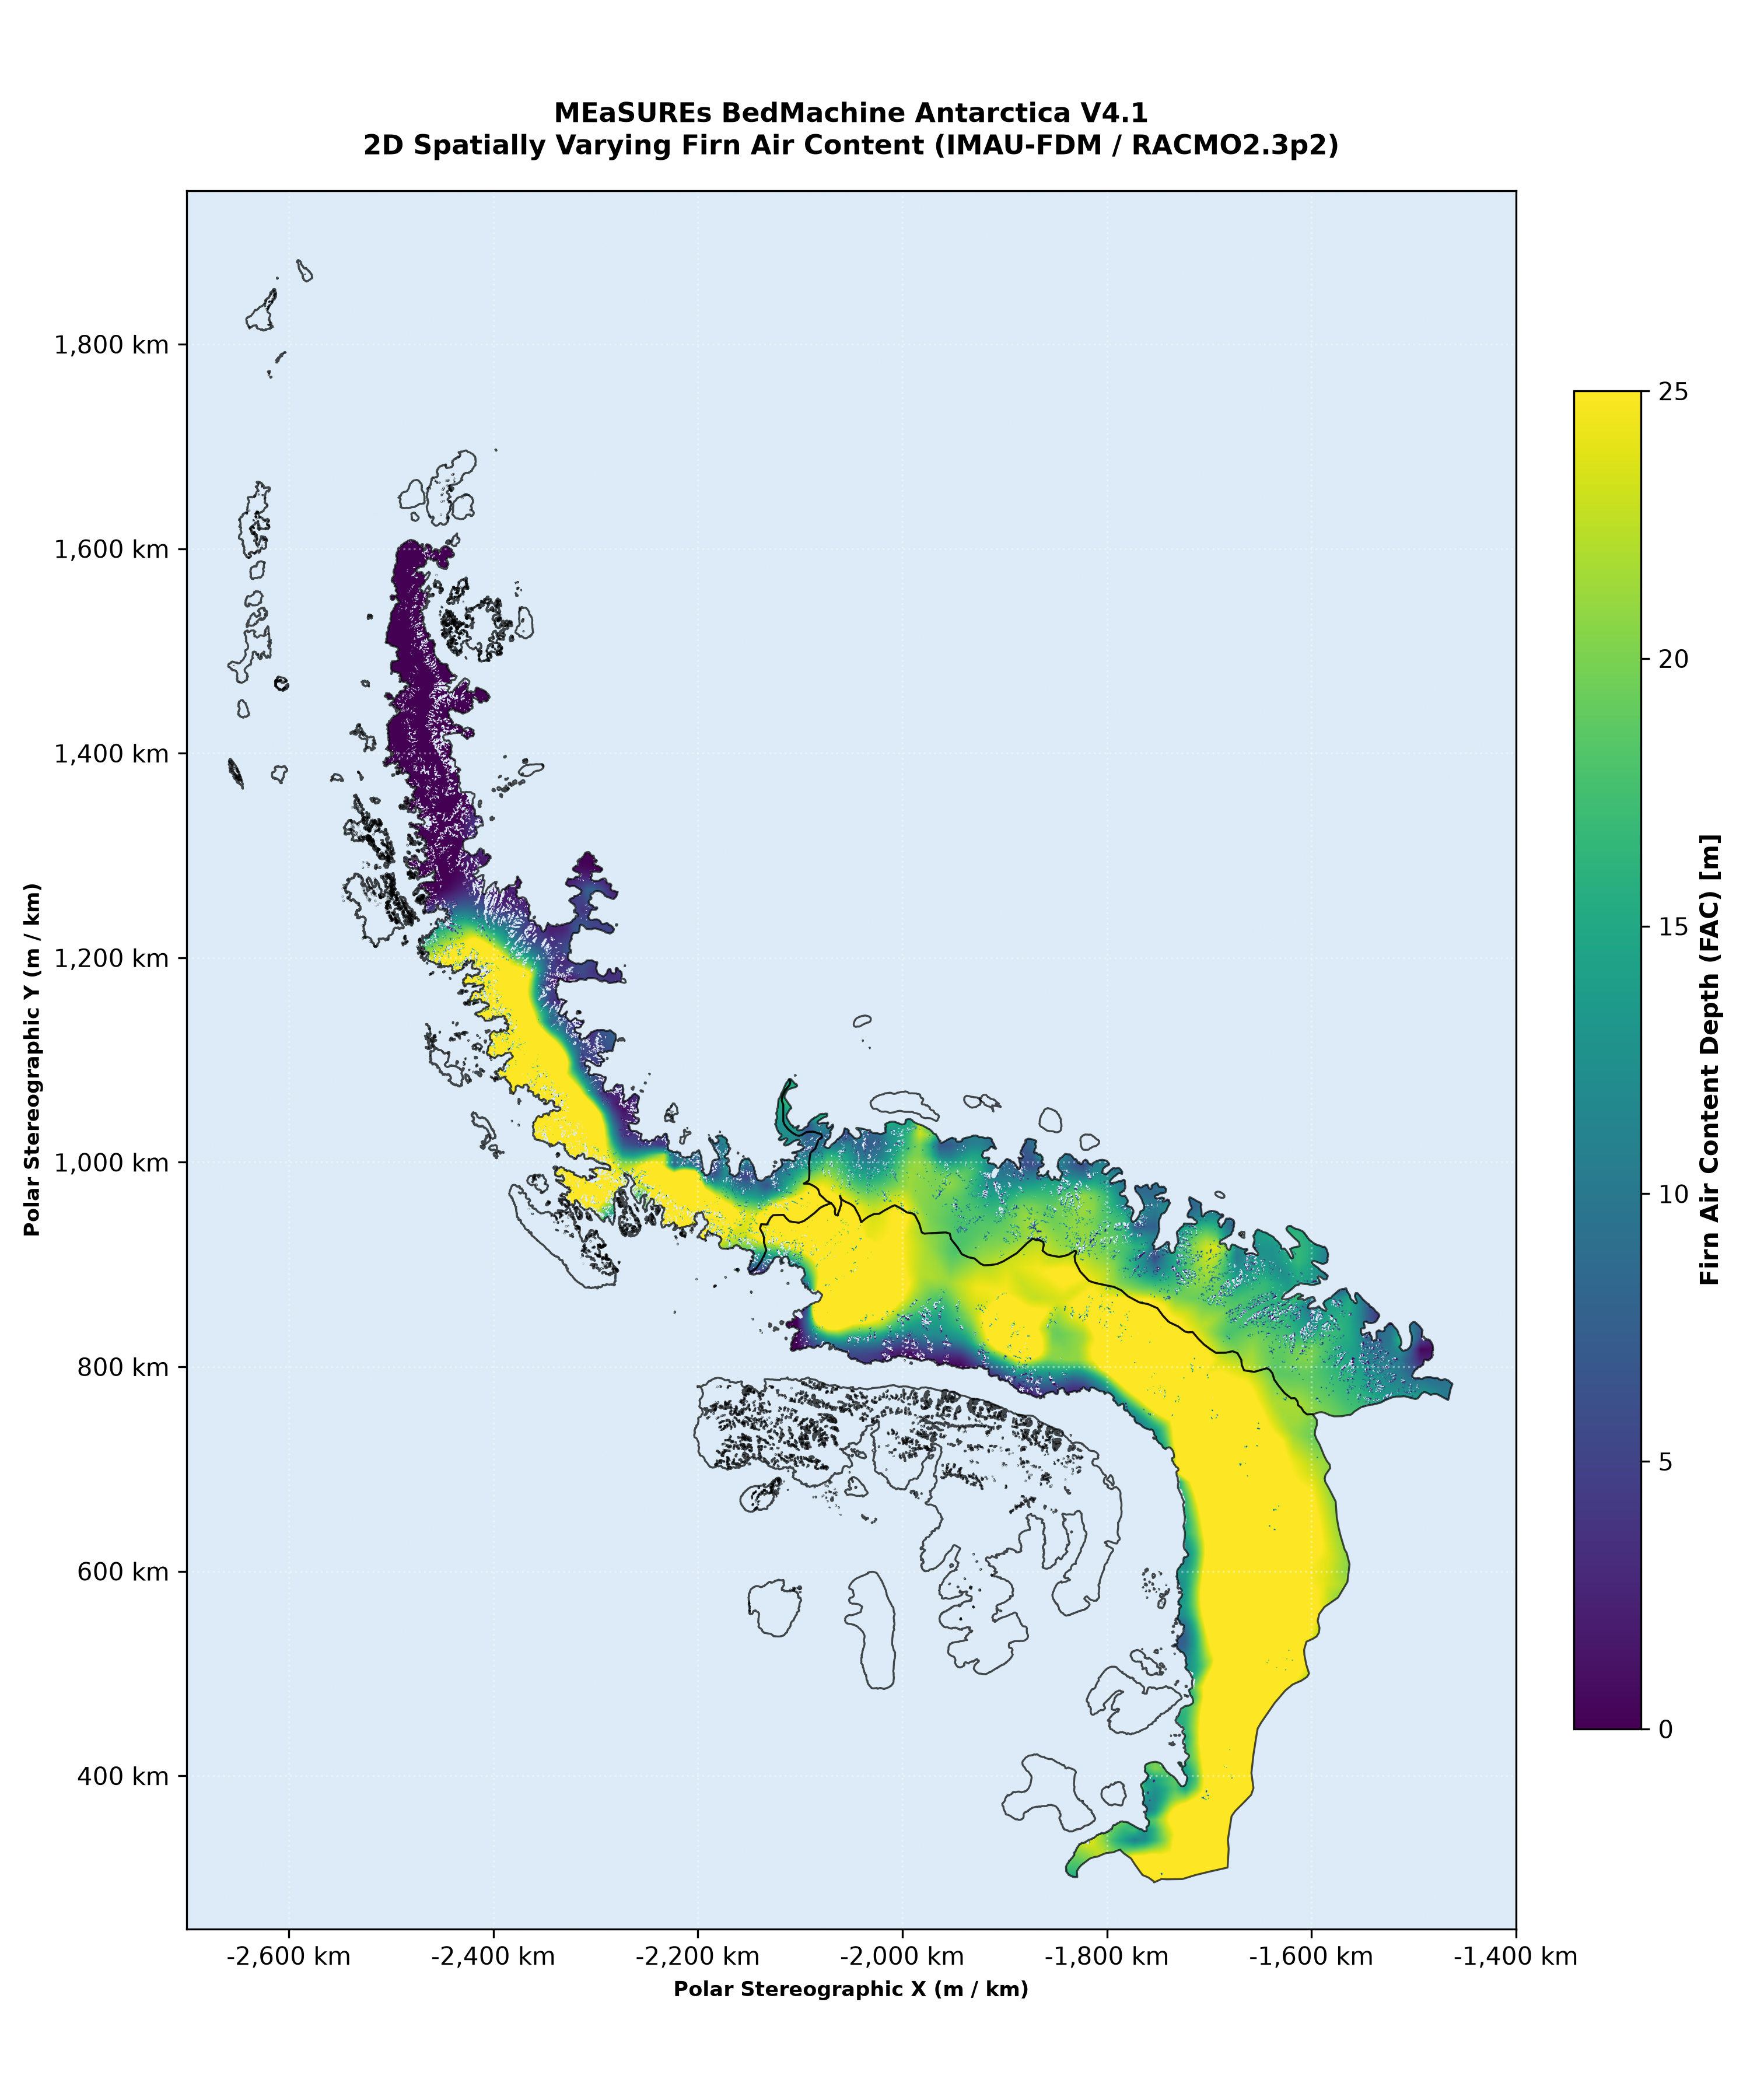 MEaSUREs BedMachine Antarctica V4.1
2D Spatially Varying Firn Air Content (IMAU-FDM / RACMO2.3p2)
1,800 km
1,600 km
1,400 km
1,200 km
1,000 km
800 km
600 km
400 km
Polar Stereographic Y (m / km)
-2,600 km
-2,400 km
-2,200 km
-2,000 km
-1,800 km
-1,600 km
-1,400 km
Polar Stereographic X (m / km)
25
20
15
10
5
0
Firn Air Content Depth (FAC) [m]